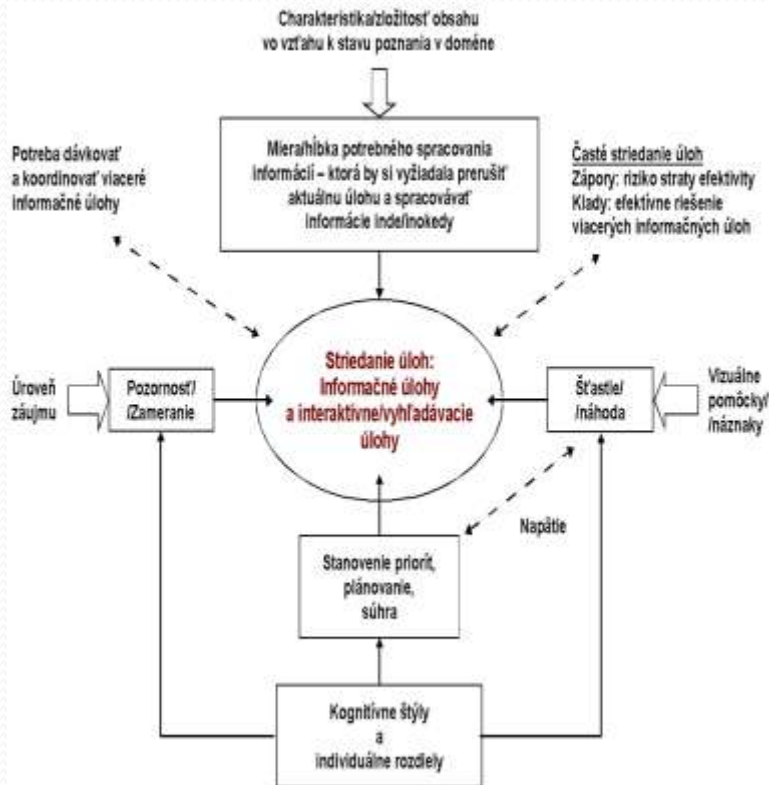 Charakteristika/zložitosť obsahu
vo vzťahu k stavu poznania v doméne
Miera/hĺbka potrebného spracovania
informácií – ktorá by si vyžiadala prerušiť
aktuálnu úlohu a spracovávať
informácie inde/inokedy
Potreba dávkovať
a koordinovať viaceré
informačné úlohy
Časté striedanie úloh
Zápory: riziko straty efektivity
Klady: efektívne riešenie
viacerých informačných úloh
Striedanie úloh:
Informačné úlohy
a interaktívne/vyhľadávacie
úlohy
Úroveň
záujmu
Pozornosť/
/Zameranie
Šťastie/
/náhoda
Vizuálne
pomôcky/
/náznaky
Napätie
Stanovenie priorít,
plánovanie,
súhra
Kognitívne štýly
a
individuálne rozdiely